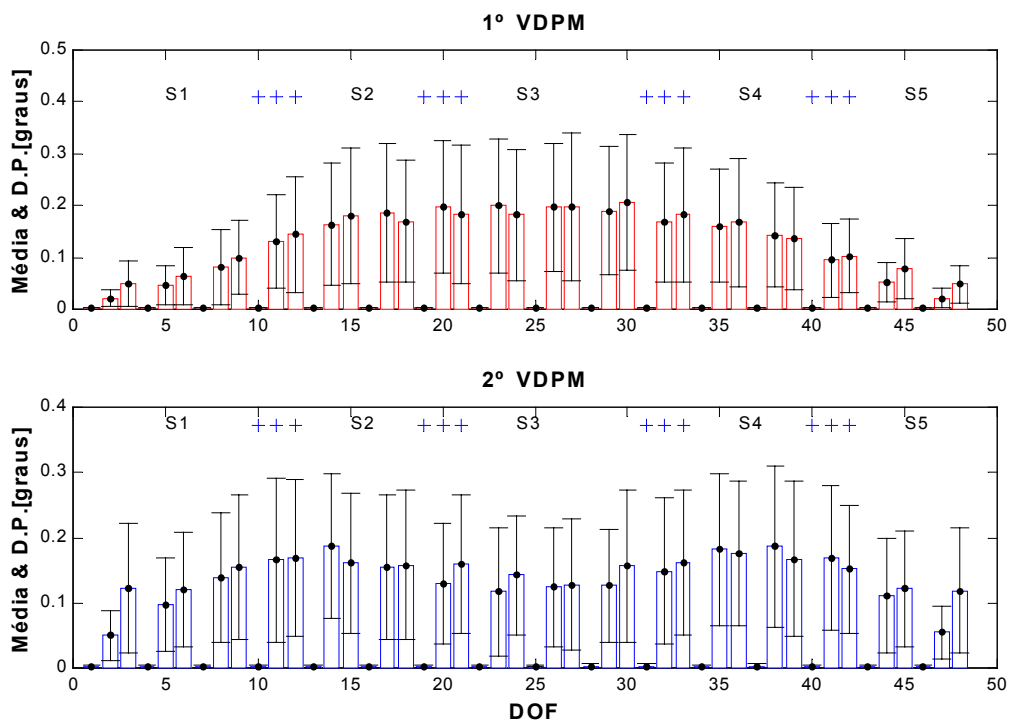 1º VDPM
Média & D.P.[graus]
0.5
0.4
0.3
0.2
0.1
0
S1 + + + S2 + + + S3 + + + S4 + + + S5
0 5 10 15 20 25 30 35 40 45 50
2º VDPM
Média & D.P.[graus]
0.4
0.3
0.2
0.1
0
S1 + + + S2 + + + S3 + + + S4 + + + S5
0 5 10 15 20 25 30 35 40 45 50
DOF